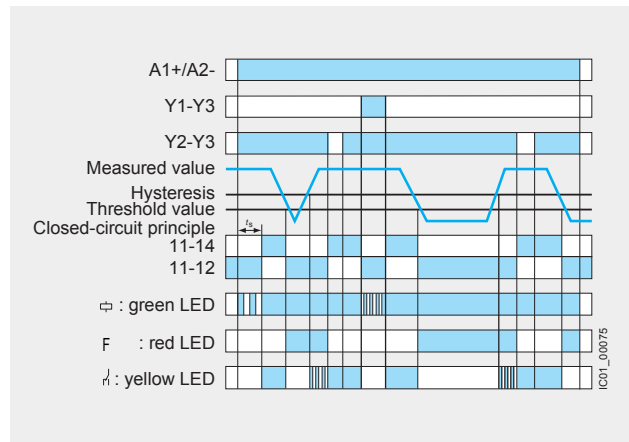 A1+/A2-
Y1-Y3
Y2-Y3
Measured value
Hysteresis
Threshold value
Closed-circuit principle
ts
11-14
11-12
: green LED
F : red LED
: yellow LED
IC01_00075